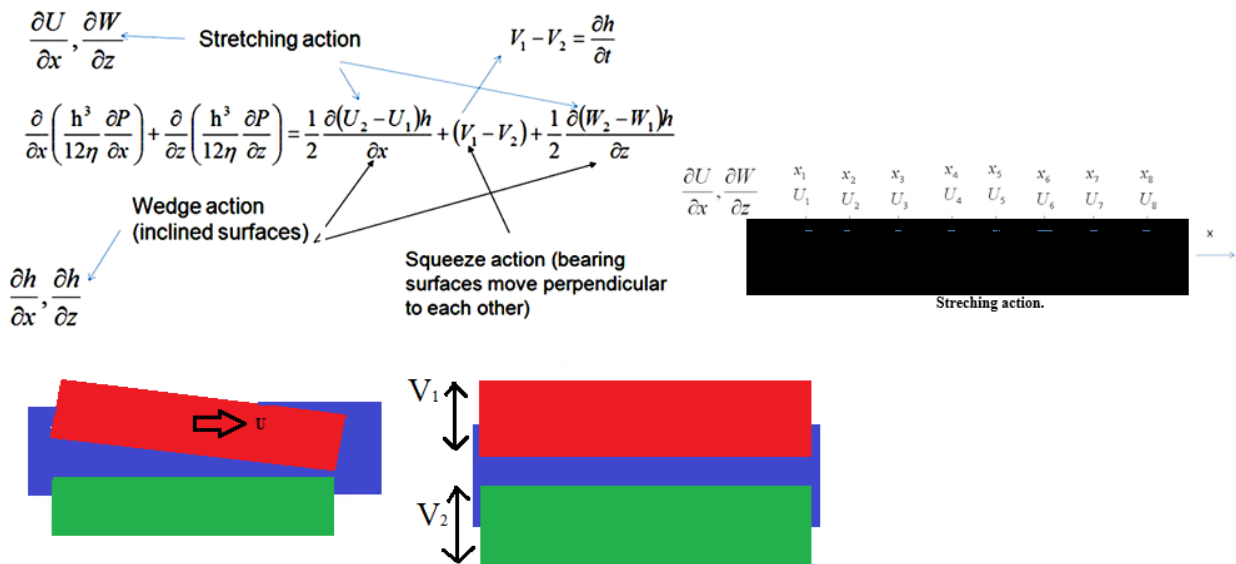 ∂U/∂x, ∂W/∂z
Stretching action
V₁ − V₂ = ∂h/∂t
∂/∂x(h³/12η ∂P/∂x) + ∂/∂z(h³/12η ∂P/∂z) = 1/2 ∂(U₂ − U₁)h/∂x + (V₁ − V₂) + 1/2 ∂(W₂ − W₁)h/∂z
Wedge action
(inclined surfaces)
∂h/∂x, ∂h/∂z
Squeeze action (bearing
surfaces move perpendicular
to each other)
∂U/∂x, ∂W/∂z
x₁ x₂ x₃ x₄ x₅ x₆ x₇ x₈
U₁ U₂ U₃ U₄ U₅ U₆ U₇ U₈
x
Streching action.
U
V₁
V₂